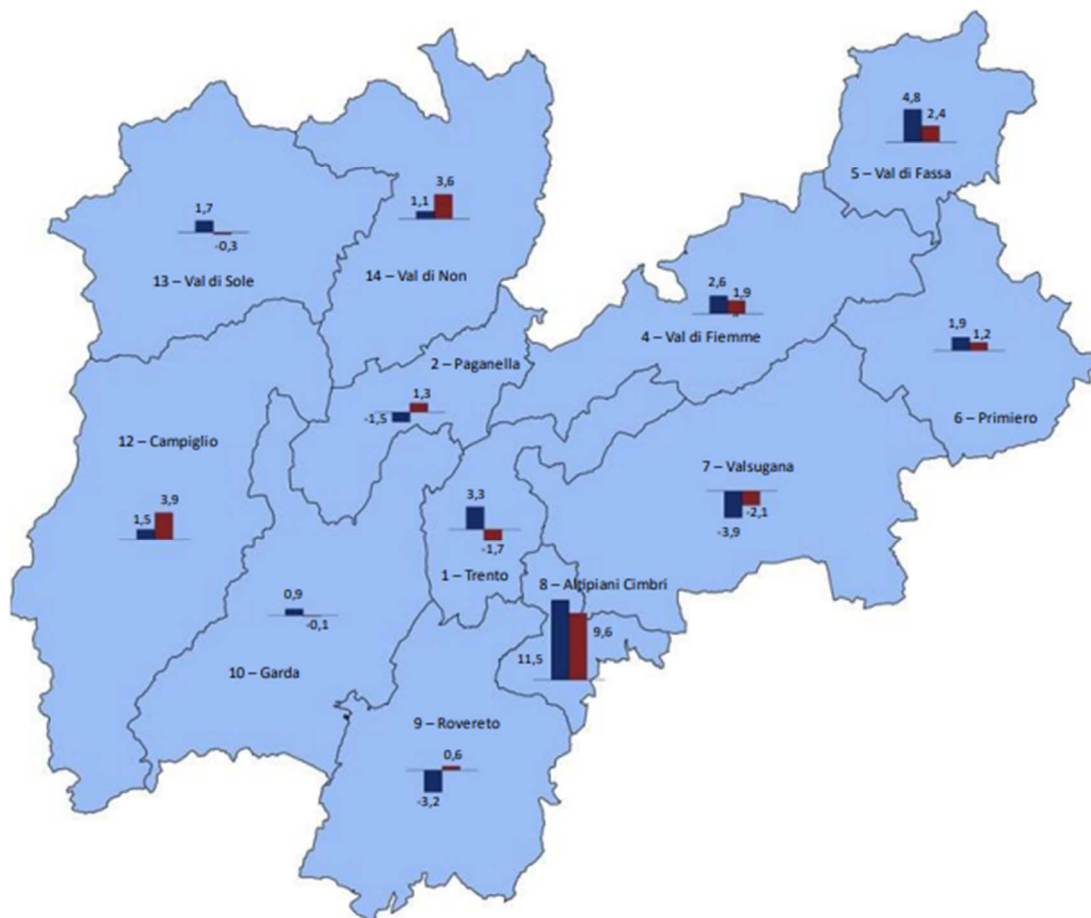 4,8
2,4
5 – Val di Fassa
3,6
1,1
14 – Val di Non
1,7
-0,3
13 – Val di Sole
2,6
1,9
4 – Val di Fiemme
1,9
1,2
6 – Primiero
2 – Paganella
1,3
-1,5
12 – Campiglio
3,9
1,5
7 – Valsugana
-2,1
-3,9
3,3
-1,7
1 – Trento
8 – Altipiani Cimbri
9,6
11,5
0,9
-0,1
10 – Garda
9 – Rovereto
0,6
-3,2